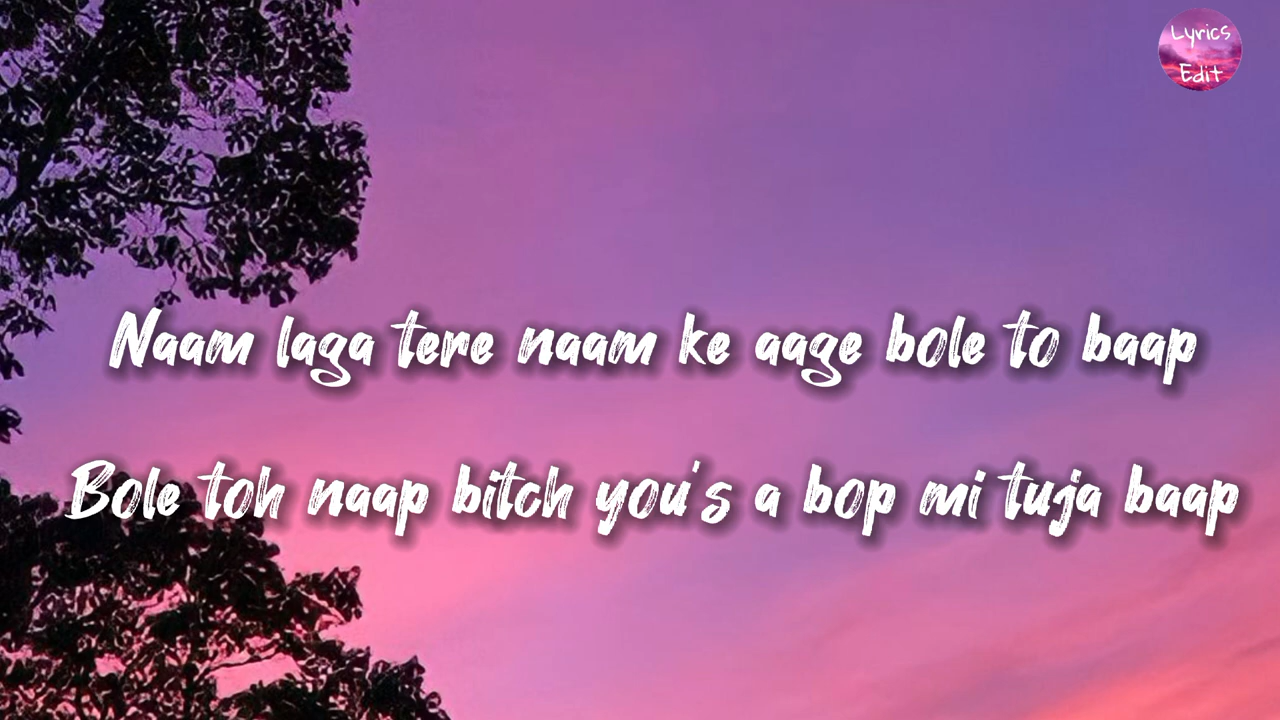 Lyrics
Edit
Naam laga tere naam ke aage bole to baap
Bole toh naap bitch you's a bop mi tuja baap